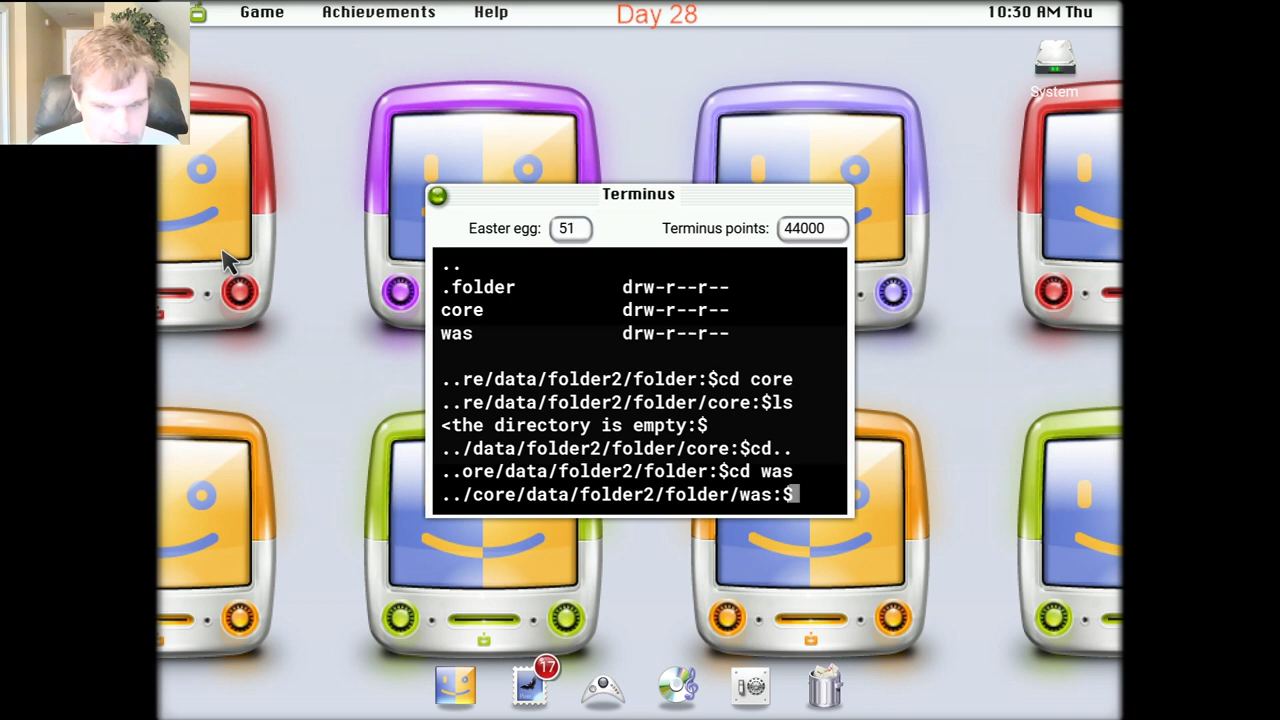 Game Achievements Help Day 28 10:30 AM Thu
System
Terminus
Easter egg: 51 Terminus points: 44000
..
.folder drw-r--r--
core drw-r--r--
was drw-r--r--
..re/data/folder2/folder:$cd core
..re/data/folder2/folder/core:$ls
<the directory is empty:$
../data/folder2/folder/core:$cd..
..ore/data/folder2/folder:$cd was
../core/data/folder2/folder/was:$
17